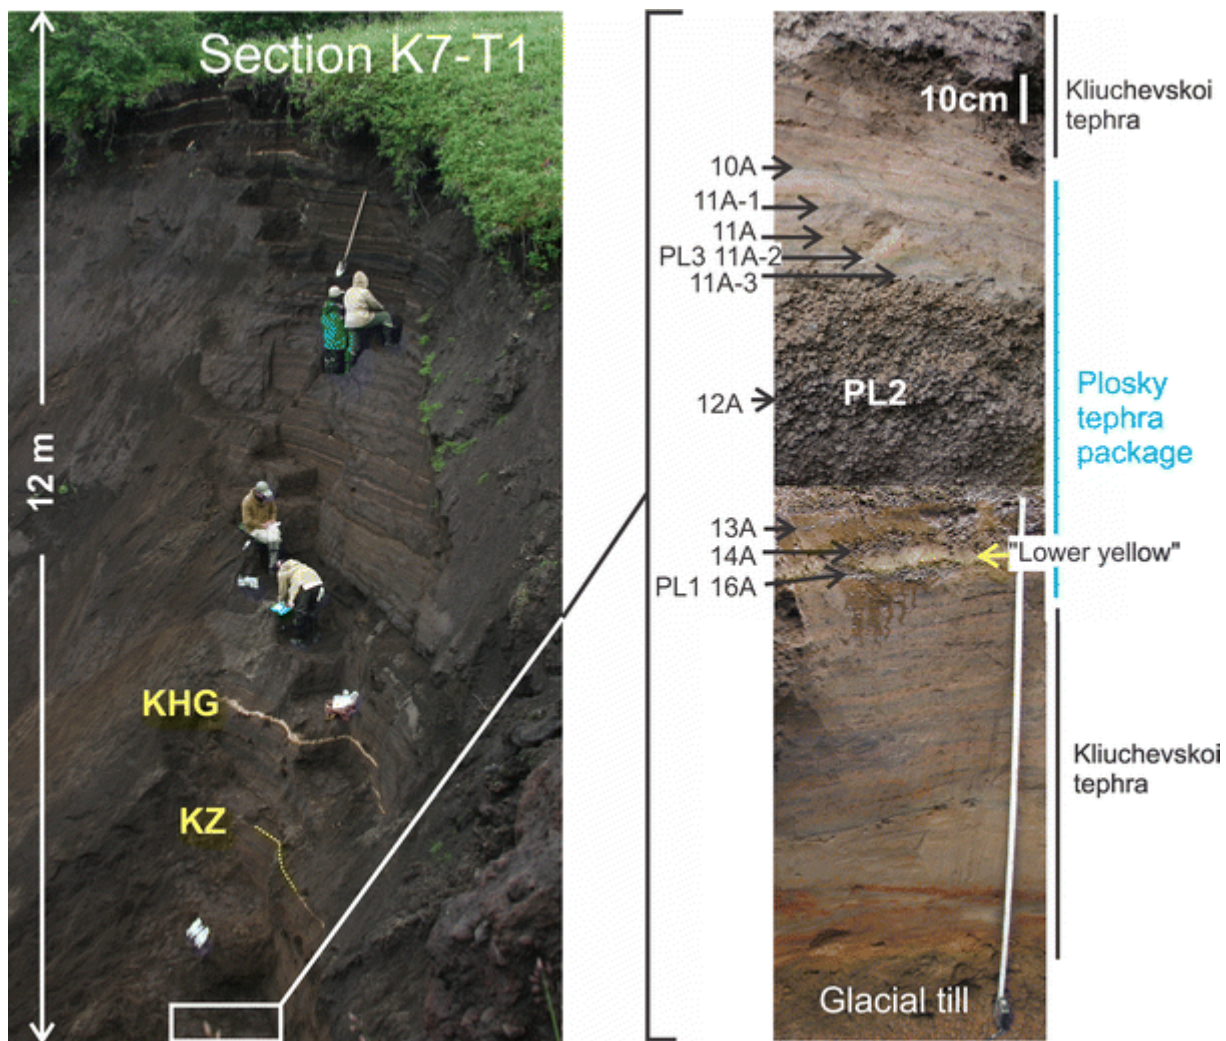 Section K7-T1
12 m
KHG
KZ
10cm
Kliuchevskoi
tephra
10A
11A-1
11A
PL3 11A-2
11A-3
PL2
12A
Plosky
tephra
package
13A
14A
"Lower yellow"
PL1 16A
Kliuchevskoi
tephra
Glacial till